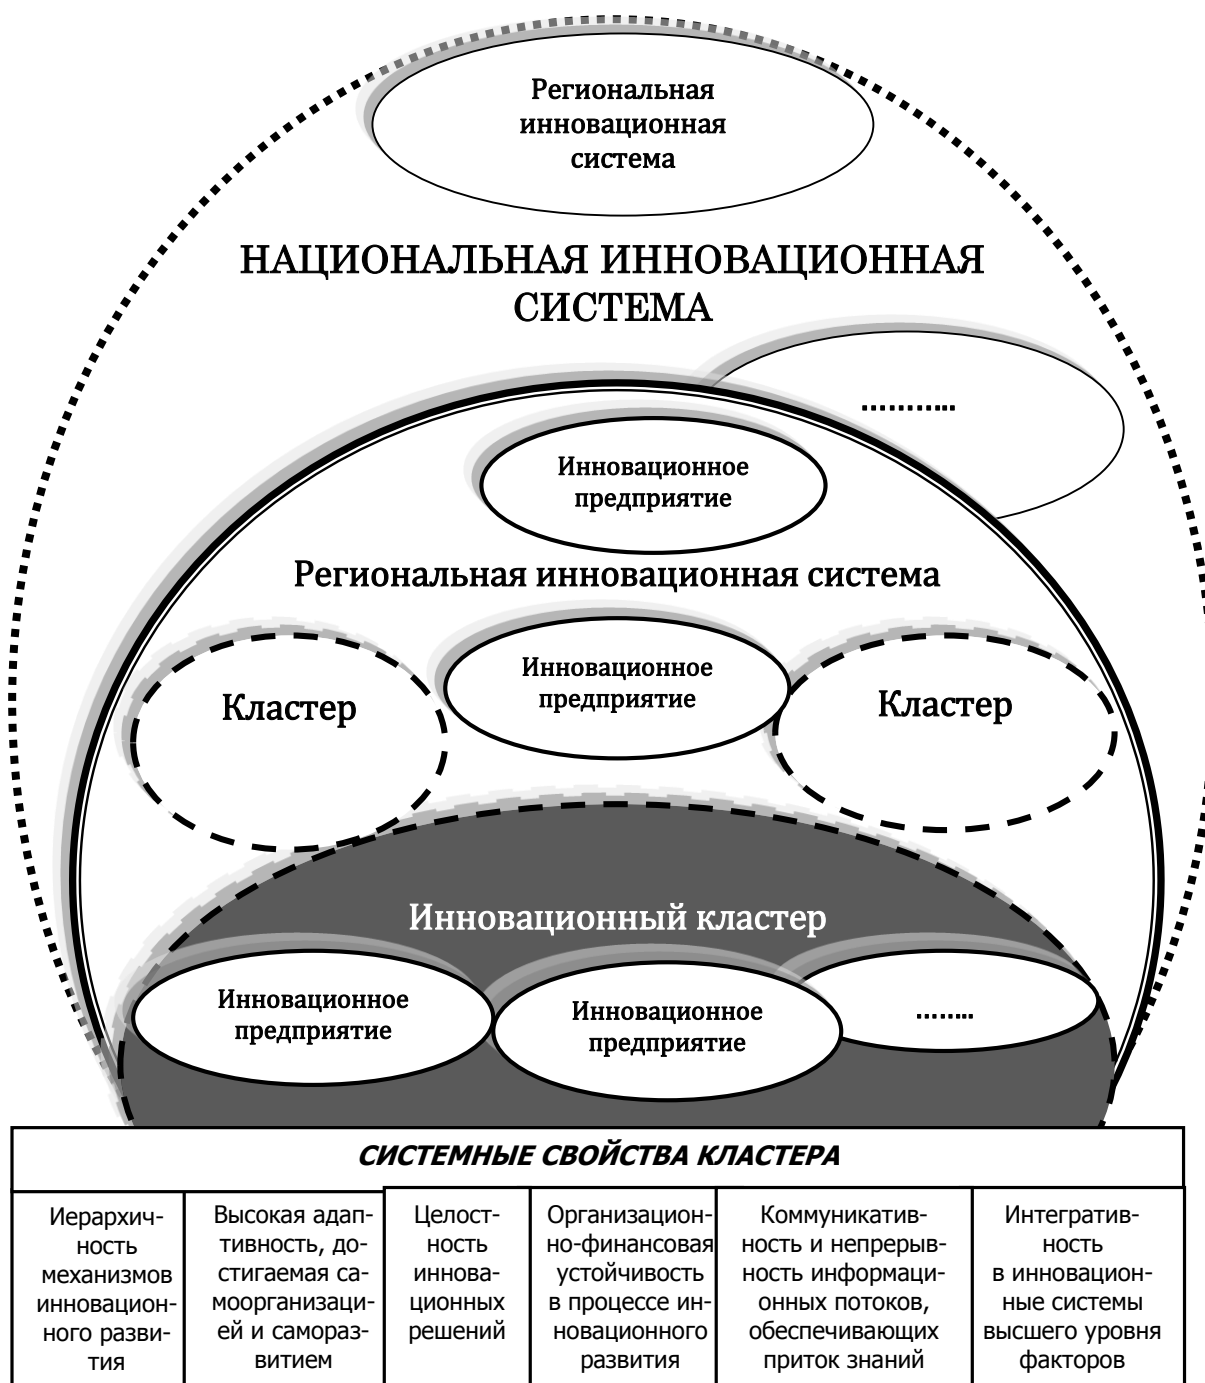 Региональная
инновационная
система
НАЦИОНАЛЬНАЯ ИННОВАЦИОННАЯ
СИСТЕМА
...........
Инновационное
предприятие
Региональная инновационная система
Инновационное
предприятие
Кластер
Кластер
Инновационный кластер
Инновационное
предприятие
Инновационное
предприятие
........
СИСТЕМНЫЕ СВОЙСТВА КЛАСТЕРА
Иерархич-
ность
механизмов
инновацион-
ного разви-
тия
Высокая адап-
тивность, до-
стигаемая са-
моорганизаци-
ей и самораз-
витием
Целост-
ность
иннова-
ционных
решений
Организацион-
но-финансовая
устойчивость
в процессе ин-
новационного
развития
Коммуникатив-
ность и непрерыв-
ность информаци-
онных потоков,
обеспечивающих
приток знаний
Интегратив-
ность
в инновацион-
ные системы
высшего уровня
факторов